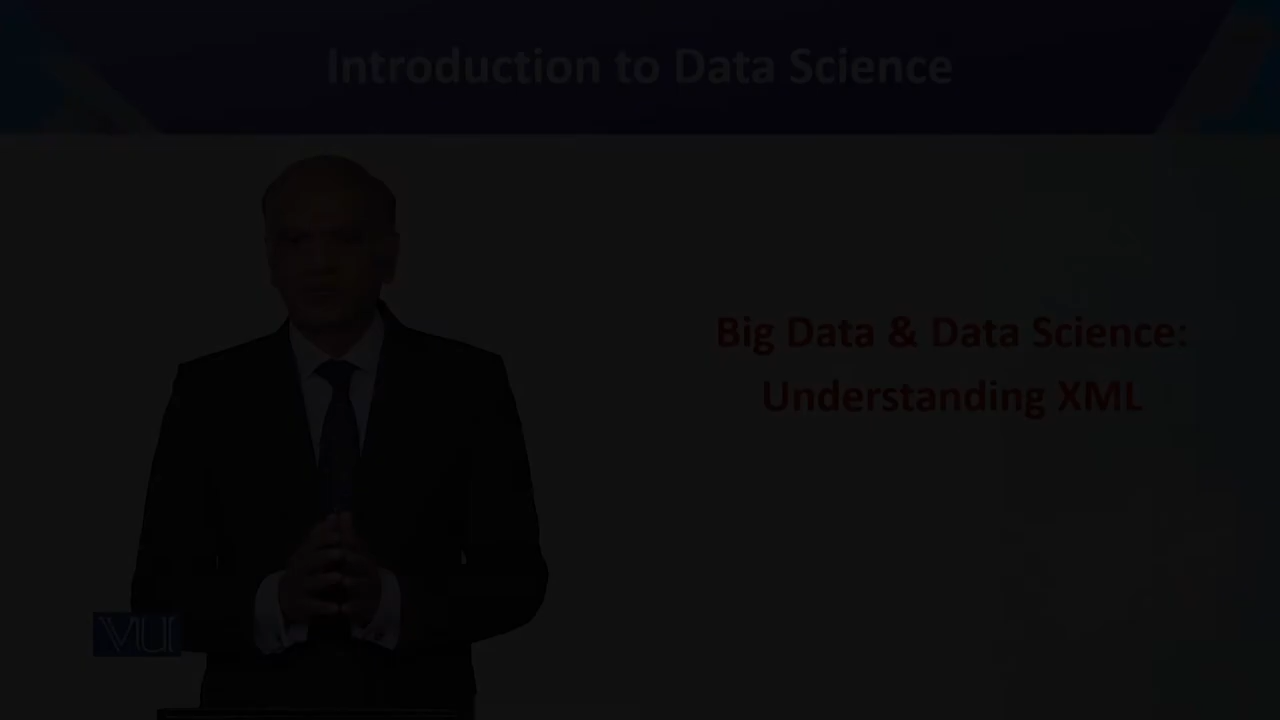 Introduction to Data Science
Big Data & Data Science:
Understanding XML
VU